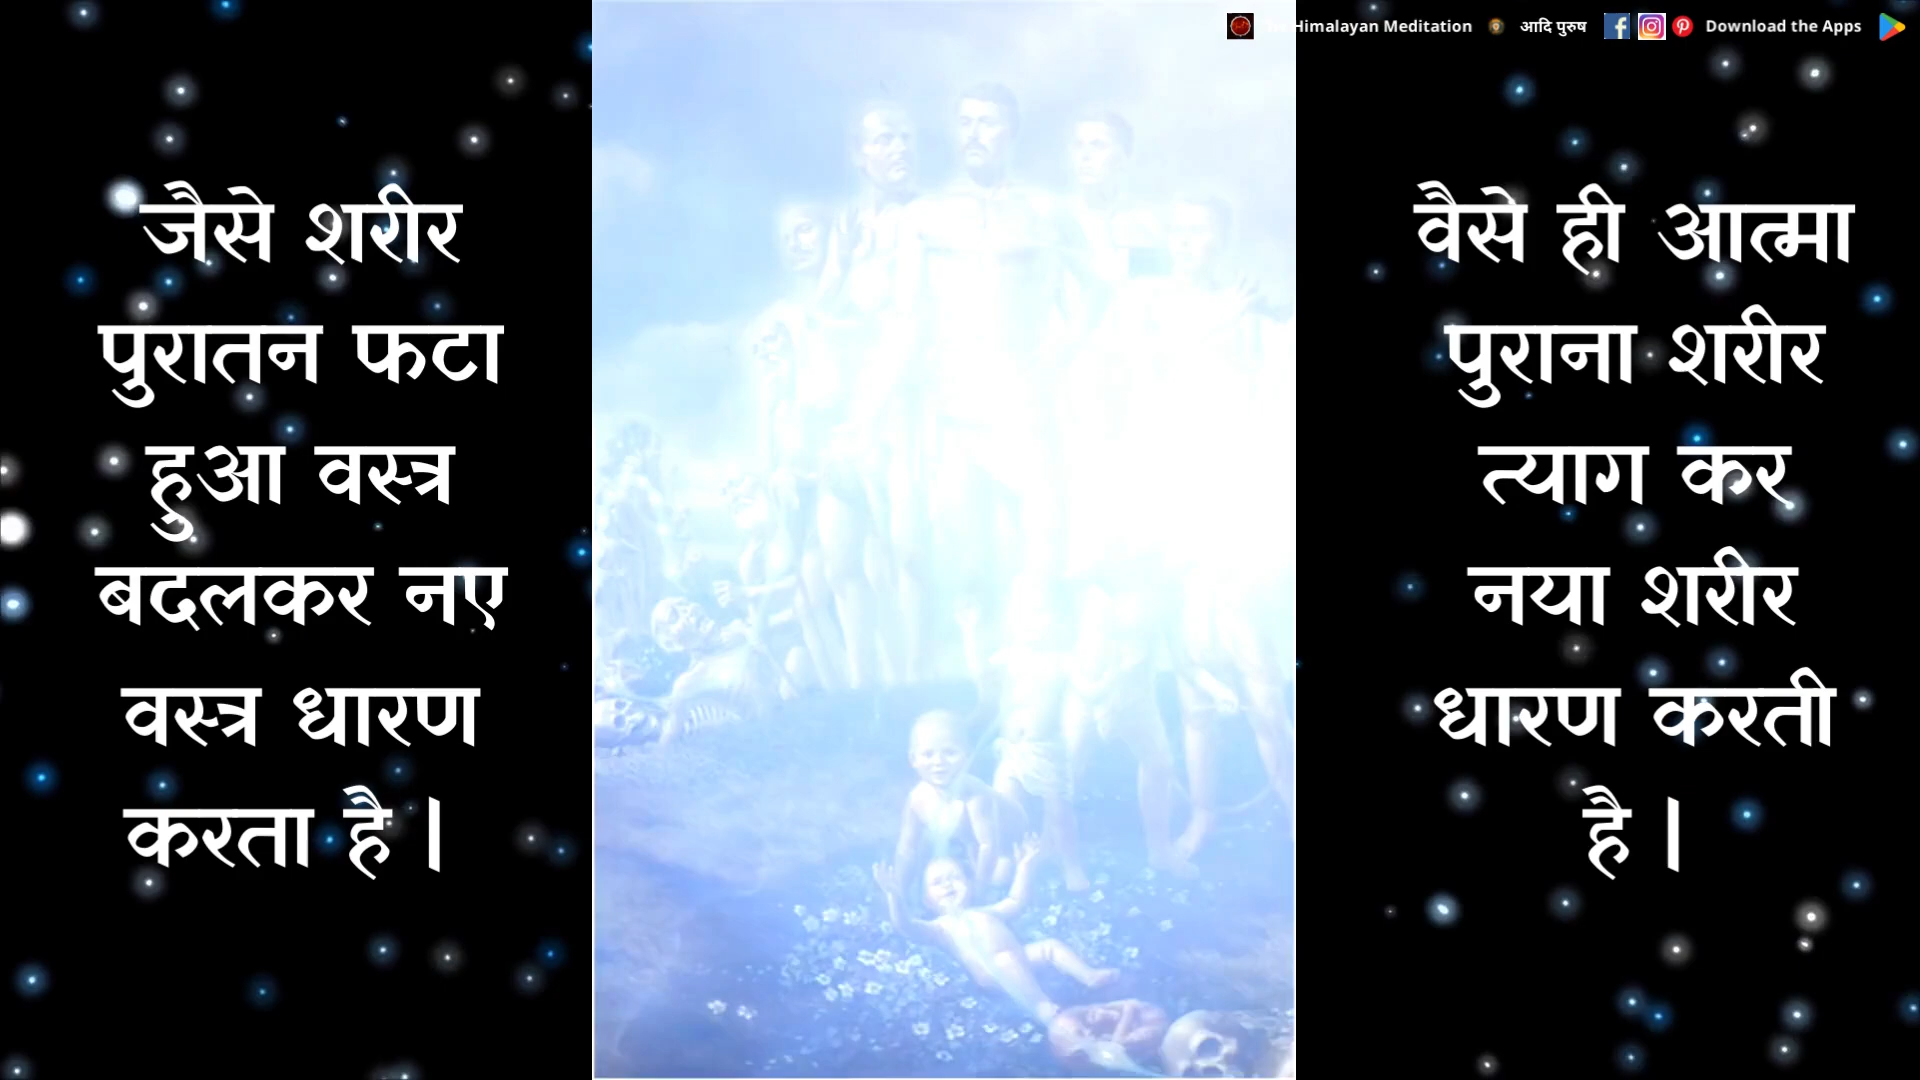 Himalayan Meditation आदि पुरुष Download the Apps
जैसे शरीर
पुरातन फटा
हुआ वस्त्र
बदलकर नए
वस्त्र धारण
करता है।
वैसे ही आत्मा
पुराना शरीर
त्याग कर
नया शरीर
धारण करती
है।